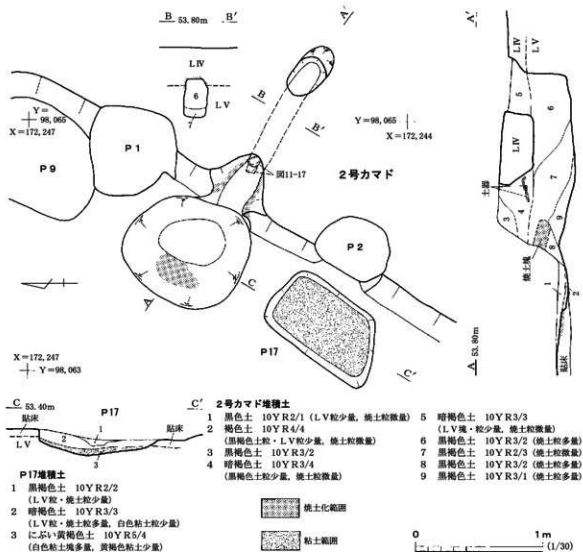 B 53.80m B′
A′
LⅣ
LⅤ
6
7
Y=98,065
X=172,247
P1
P9
B
B′
Y=98,065
X=172,244
図11-17
2号カマド
P2
C
A
P17
C′
X=172,247
Y=98,063
A′
LⅣ LⅤ
5
6
LⅣ
7
土器
3
4
9
8
焼土塊
1
2
A 53.80m
貼床
C 53.40m P17 C′
貼床
貼床
LⅤ
1
2
3
P17堆積土
1 黒褐色土 10YR2/2
(LⅤ粒・焼土粒少量)
2 暗褐色土 10YR3/3
(LⅤ粒・焼土粒多量，白色粘土粒少量)
3 にぶい黄褐色土 10YR5/4
(白色粘土塊多量，黄褐色粘土少量)
2号カマド堆積土
1 黒色土 10YR2/1 (LⅤ粒少量，焼土粒微量)
2 褐色土 10YR4/4
(黒褐色土粒・LⅤ粒少量，焼土粒微量)
3 黒褐色土 10YR3/2
4 暗褐色土 10YR3/4
(黒褐色土少量，焼土粒微量)
5 暗褐色土 10YR3/3
(LⅤ塊・粒少量，焼土粒微量)
6 黒褐色土 10YR3/2 (焼土粒多量)
7 黒褐色土 10YR2/3 (焼土粒微量)
8 黒褐色土 10YR3/2 (焼土粒多量)
9 黒褐色土 10YR3/1 (焼土粒多量)
焼土化範囲
粘土範囲
0 1m
(1/30)